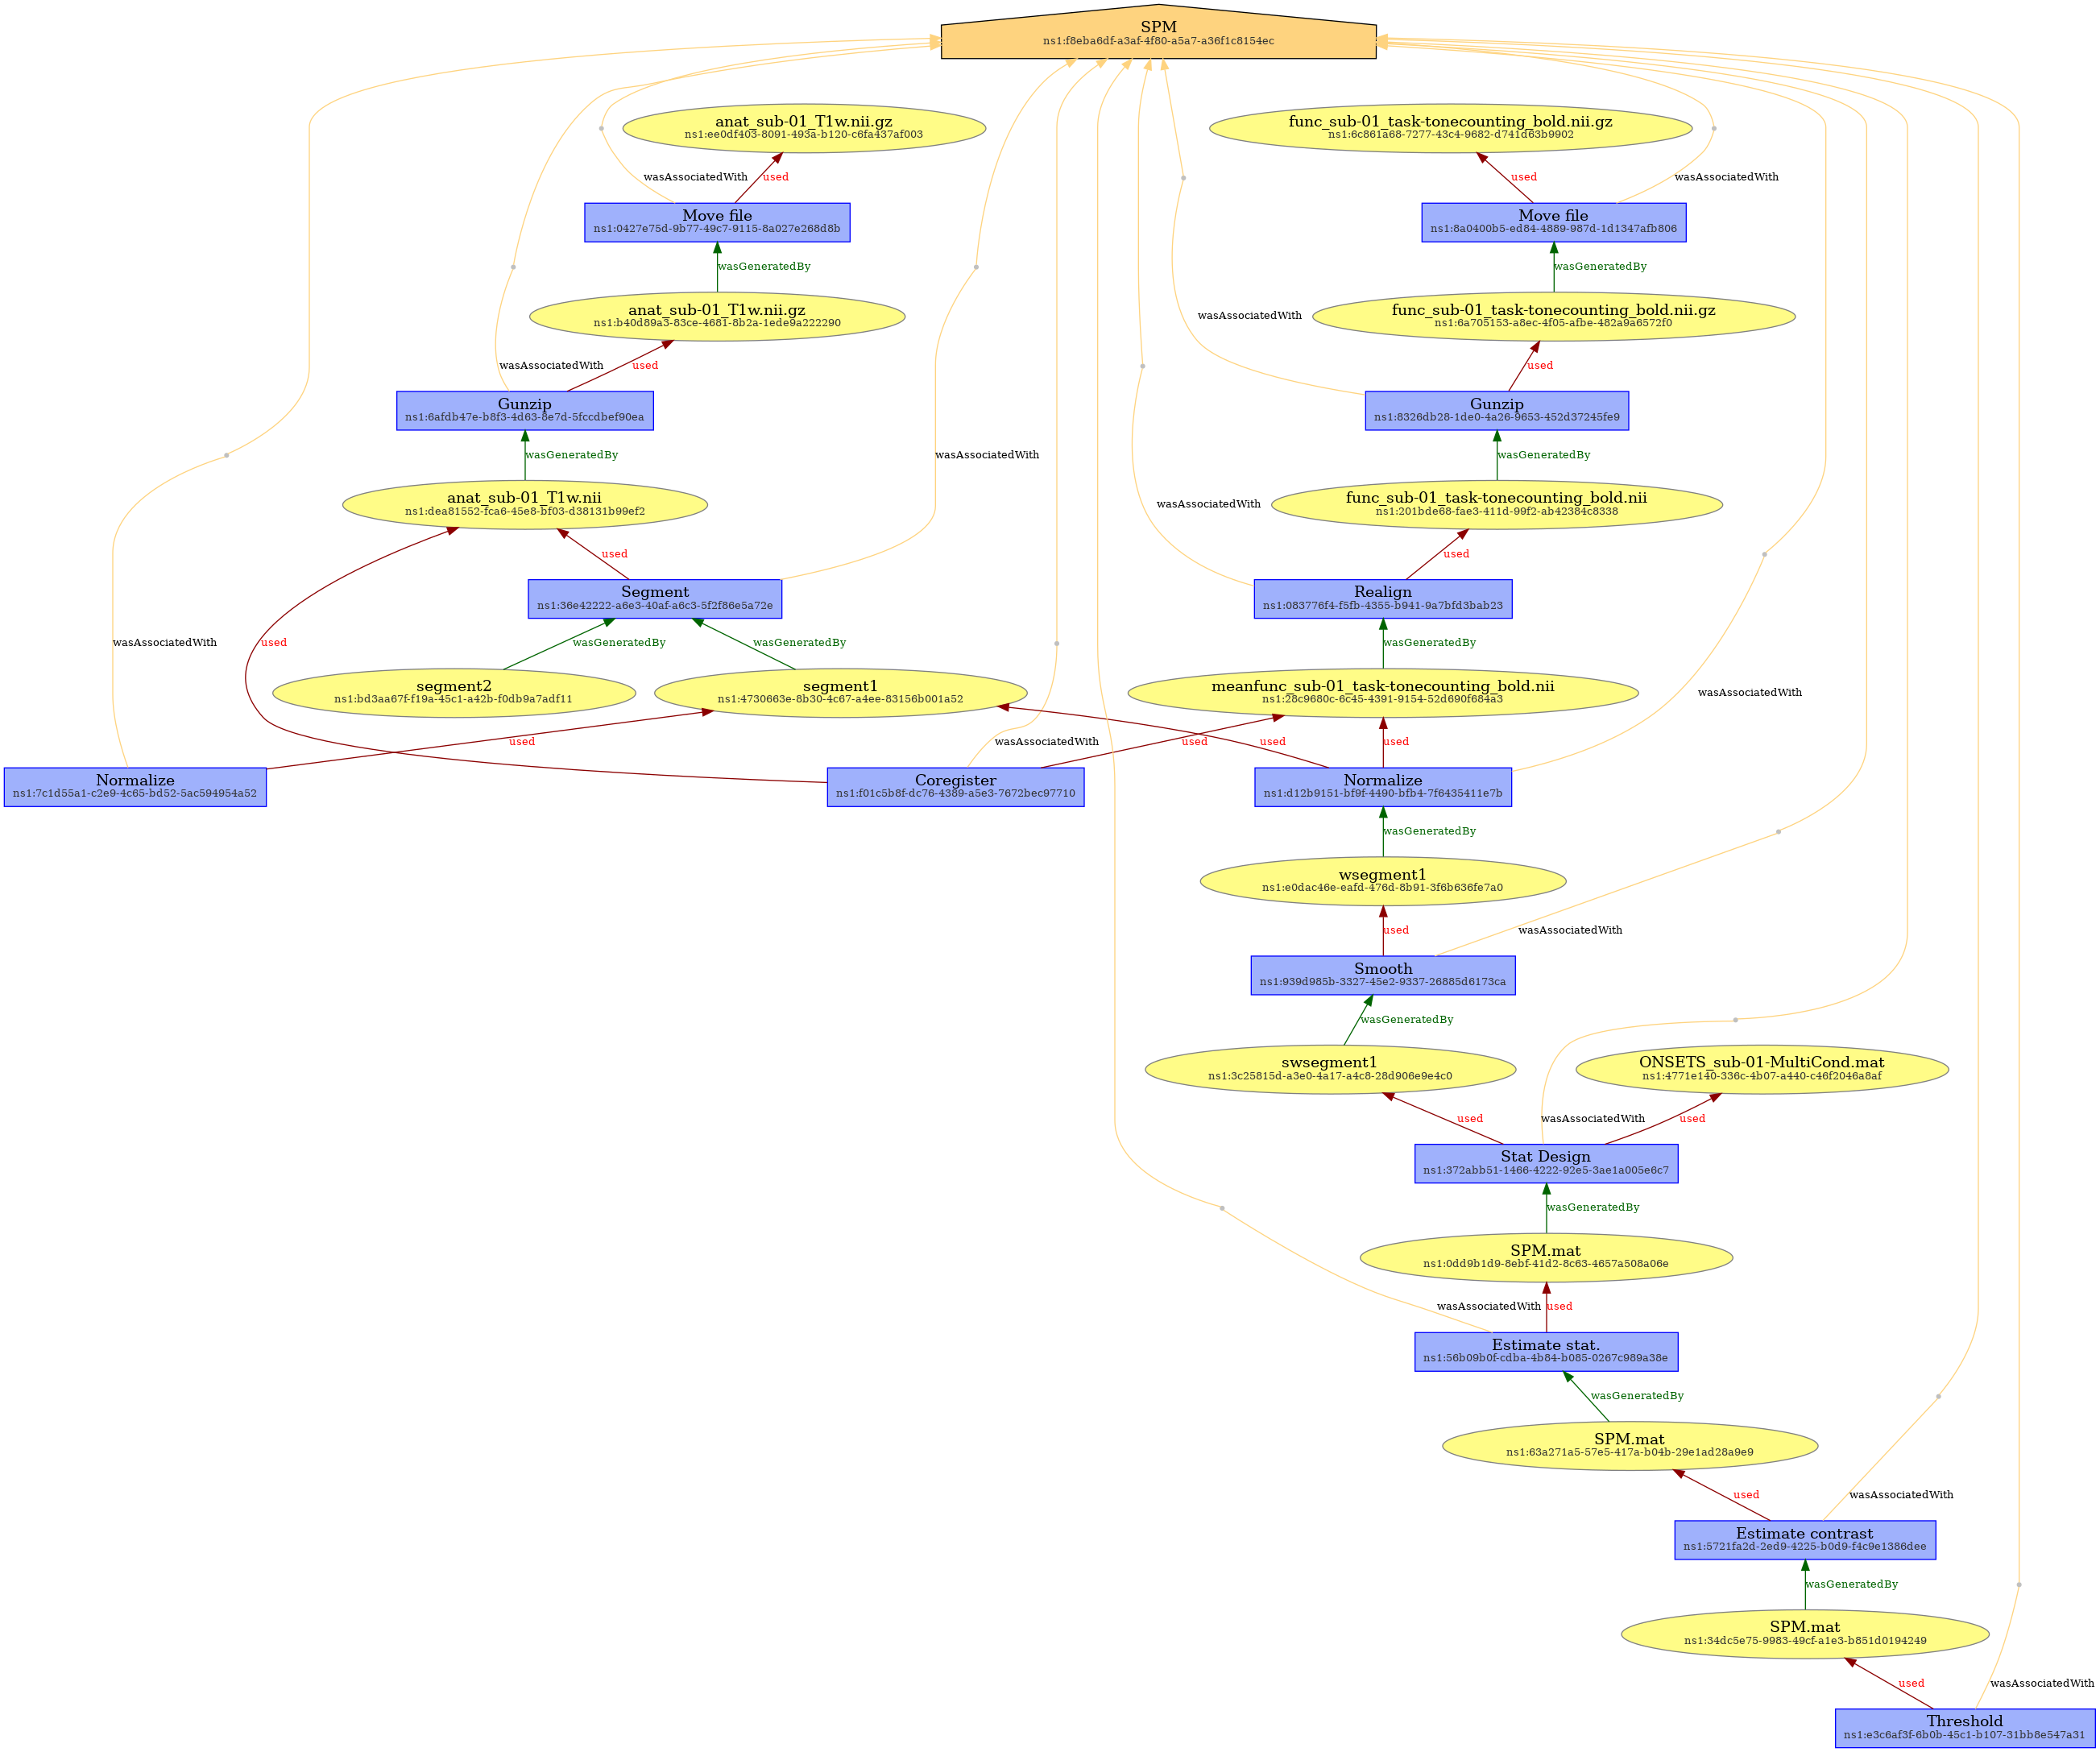 SPM
ns1:f8eba6df-a3af-4f80-a5a7-a36f1c8154ec
anat_sub-01_T1w.nii.gz
ns1:ee0df403-8091-493a-b120-c6fa437af003
func_sub-01_task-tonecounting_bold.nii.gz
ns1:6c861a68-7277-43c4-9682-d741d63b9902
wasAssociatedWith
used
used
wasAssociatedWith
Move file
ns1:0427e75d-9b77-49c7-9115-8a027e268d8b
Move file
ns1:8a0400b5-ed84-4889-987d-1d1347afb806
wasGeneratedBy
wasGeneratedBy
anat_sub-01_T1w.nii.gz
ns1:b40d89a3-83ce-4681-8b2a-1ede9a222290
wasAssociatedWith
func_sub-01_task-tonecounting_bold.nii.gz
ns1:6a705153-a8ec-4f05-afbe-482a9a6572f0
wasAssociatedWith
used
used
Gunzip
ns1:6afdb47e-b8f3-4d63-8e7d-5fccdbef90ea
Gunzip
ns1:8326db28-1de0-4a26-9653-452d37245fe9
wasGeneratedBy
wasAssociatedWith
wasGeneratedBy
anat_sub-01_T1w.nii
ns1:dea81552-fca6-45e8-bf03-d38131b99ef2
wasAssociatedWith
func_sub-01_task-tonecounting_bold.nii
ns1:201bde68-fae3-411d-99f2-ab42384c8338
used
used
Segment
ns1:36e42222-a6e3-40af-a6c3-5f2f86e5a72e
Realign
ns1:083776f4-f5fb-4355-b941-9a7bfd3bab23
wasAssociatedWith
used
wasGeneratedBy
wasGeneratedBy
wasGeneratedBy
segment2
ns1:bd3aa67f-f19a-45c1-a42b-f0db9a7adf11
segment1
ns1:4730663e-8b30-4c67-a4ee-83156b001a52
meanfunc_sub-01_task-tonecounting_bold.nii
ns1:28c9680c-6c45-4391-9154-52d690f684a3
wasAssociatedWith
used
wasAssociatedWith
used
used
used
Normalize
ns1:7c1d55a1-c2e9-4c65-bd52-5ac594954a52
Coregister
ns1:f01c5b8f-dc76-4389-a5e3-7672bec97710
Normalize
ns1:d12b9151-bf9f-4490-bfb4-7f6435411e7b
wasGeneratedBy
wsegment1
ns1:e0dac46e-eafd-476d-8b91-3f6b636fe7a0
used
wasAssociatedWith
Smooth
ns1:939d985b-3327-45e2-9337-26885d6173ca
wasGeneratedBy
swsegment1
ns1:3c25815d-a3e0-4a17-a4c8-28d906e9e4c0
ONSETS_sub-01-MultiCond.mat
ns1:4771e140-336c-4b07-a440-c46f2046a8af
used
wasAssociatedWith
used
Stat Design
ns1:372abb51-1466-4222-92e5-3ae1a005e6c7
wasGeneratedBy
SPM.mat
ns1:0dd9b1d9-8ebf-41d2-8c63-4657a508a06e
wasAssociatedWith
used
Estimate stat.
ns1:56b09b0f-cdba-4b84-b085-0267c989a38e
wasGeneratedBy
SPM.mat
ns1:63a271a5-57e5-417a-b04b-29e1ad28a9e9
used
wasAssociatedWith
Estimate contrast
ns1:5721fa2d-2ed9-4225-b0d9-f4c9e1386dee
wasGeneratedBy
SPM.mat
ns1:34dc5e75-9983-49cf-a1e3-b851d0194249
used
wasAssociatedWith
Threshold
ns1:e3c6af3f-6b0b-45c1-b107-31bb8e547a31